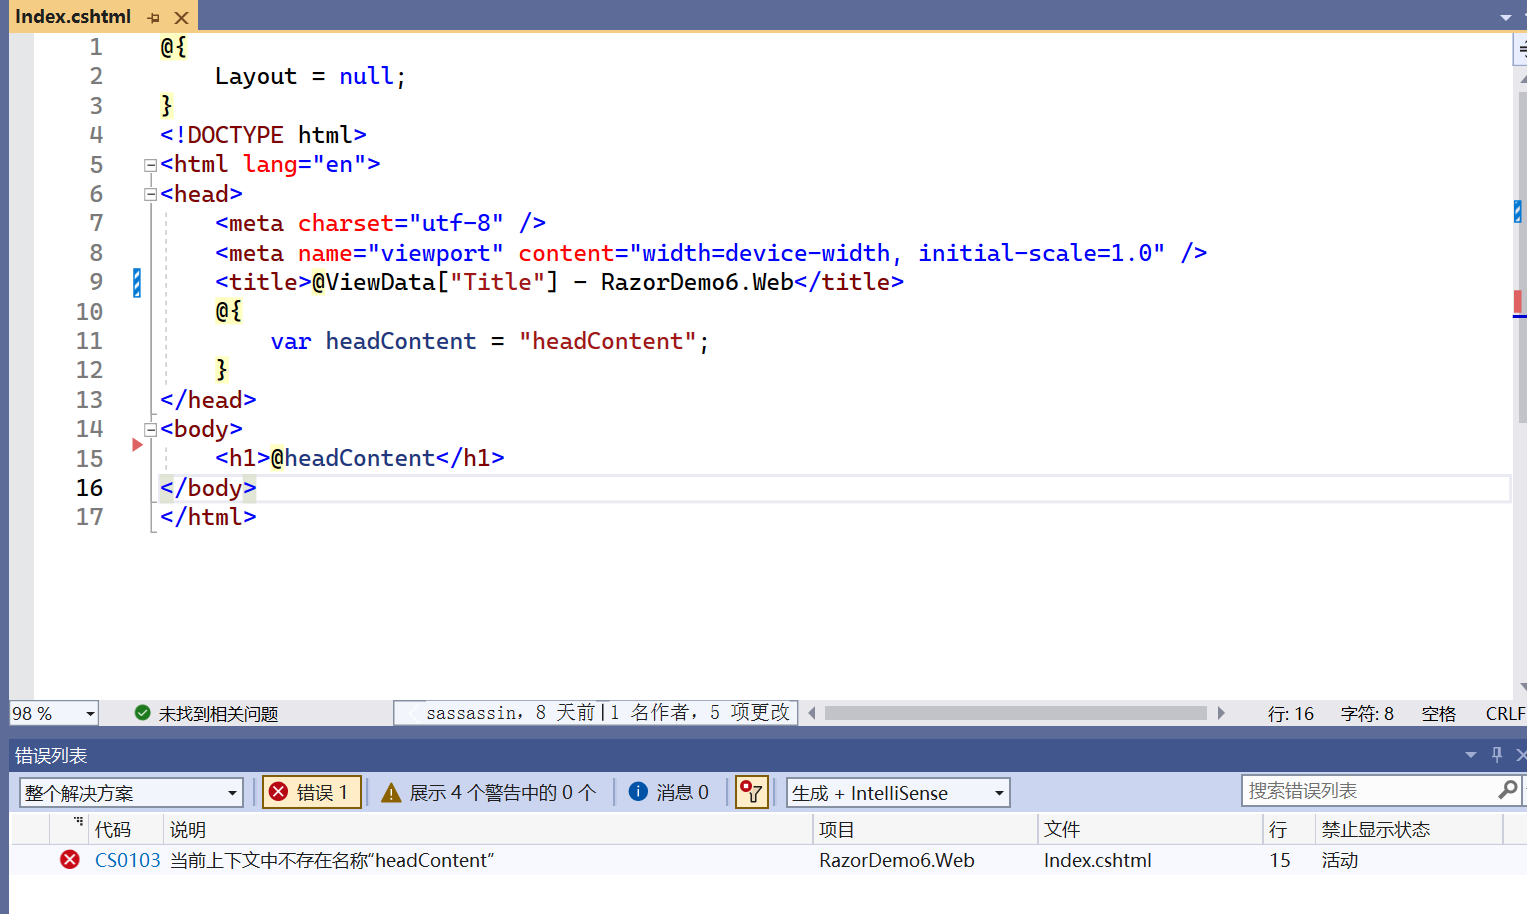 Index.cshtml
1 @{
2 Layout = null;
3 }
4 <!DOCTYPE html>
5 <html lang="en">
6 <head>
7 <meta charset="utf-8" />
8 <meta name="viewport" content="width=device-width, initial-scale=1.0" />
9 <title>@ViewData["Title"] - RazorDemo6.Web</title>
10 @{
11 var headContent = "headContent";
12 }
13 </head>
14 <body>
15 <h1>@headContent</h1>
16 </body>
17 </html>
98 % 未找到相关问题 sassassin, 8 天前|1 名作者, 5 项更改 行: 16 字符: 8 空格 CRLF
错误列表
整个解决方案 错误 1 展示 4 个警告中的 0 个 消息 0 生成 + IntelliSense 搜索错误列表
代码 说明 项目 文件 行 禁止显示状态
CS0103 当前上下文中不存在名称“headContent” RazorDemo6.Web Index.cshtml 15 活动